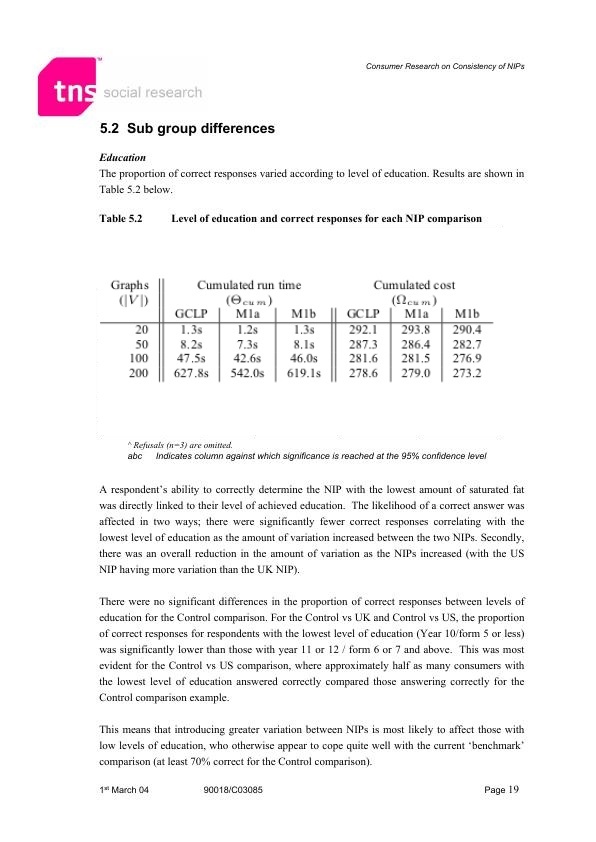 Consumer Research on Consistency of NIPs
tns™ social research
5.2 Sub group differences
Education
The proportion of correct responses varied according to level of education. Results are shown in
Table 5.2 below.
Table 5.2 Level of education and correct responses for each NIP comparison
Graphs Cumulated run time Cumulated cost
(|V|) (Θcum) (Ωcum)
GCLP M1a M1b GCLP M1a M1b
20 1.3s 1.2s 1.3s 292.1 293.8 290.4
50 8.2s 7.3s 8.1s 287.3 286.4 282.7
100 47.5s 42.6s 46.0s 281.6 281.5 276.9
200 627.8s 542.0s 619.1s 278.6 279.0 273.2
^ Refusals (n=3) are omitted.
abc Indicates column against which significance is reached at the 95% confidence level
A respondent's ability to correctly determine the NIP with the lowest amount of saturated fat
was directly linked to their level of achieved education. The likelihood of a correct answer was
affected in two ways; there were significantly fewer correct responses correlating with the
lowest level of education as the amount of variation increased between the two NIPs. Secondly,
there was an overall reduction in the amount of variation as the NIPs increased (with the US
NIP having more variation than the UK NIP).
There were no significant differences in the proportion of correct responses between levels of
education for the Control comparison. For the Control vs UK and Control vs US, the proportion
of correct responses for respondents with the lowest level of education (Year 10/form 5 or less)
was significantly lower than those with year 11 or 12 / form 6 or 7 and above. This was most
evident for the Control vs US comparison, where approximately half as many consumers with
the lowest level of education answered correctly compared those answering correctly for the
Control comparison example.
This means that introducing greater variation between NIPs is most likely to affect those with
low levels of education, who otherwise appear to cope quite well with the current 'benchmark'
comparison (at least 70% correct for the Control comparison).
1st March 04 90018/C03085 Page 19